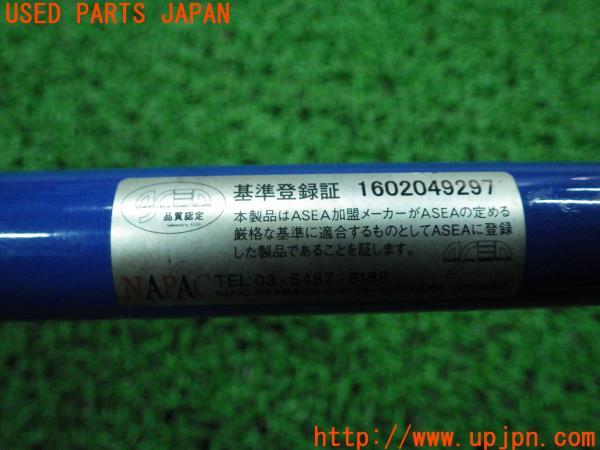 USED PARTS JAPAN
基準登録証 1602049297
品質認定
本製品はASEA加盟メーカーがASEAの定める
厳格な基準に適合するものとしてASEAに登録
した製品であることを証します。
NAPAC TEL 03-5487-8188
http://www.upjpn.com/